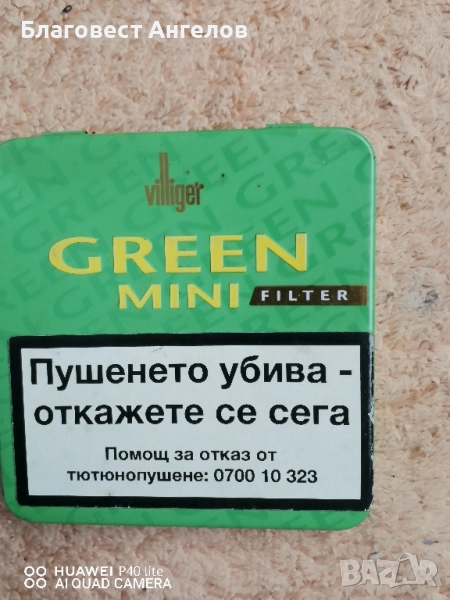 Благовест Ангелов
villiger
GREEN
MINI FILTER
Пушенето убива -
откажете се сега
Помощ за отказ от
тютюнопушене: 0700 10 323
HUAWEI P40 lite
AI QUAD CAMERA
BAZAR